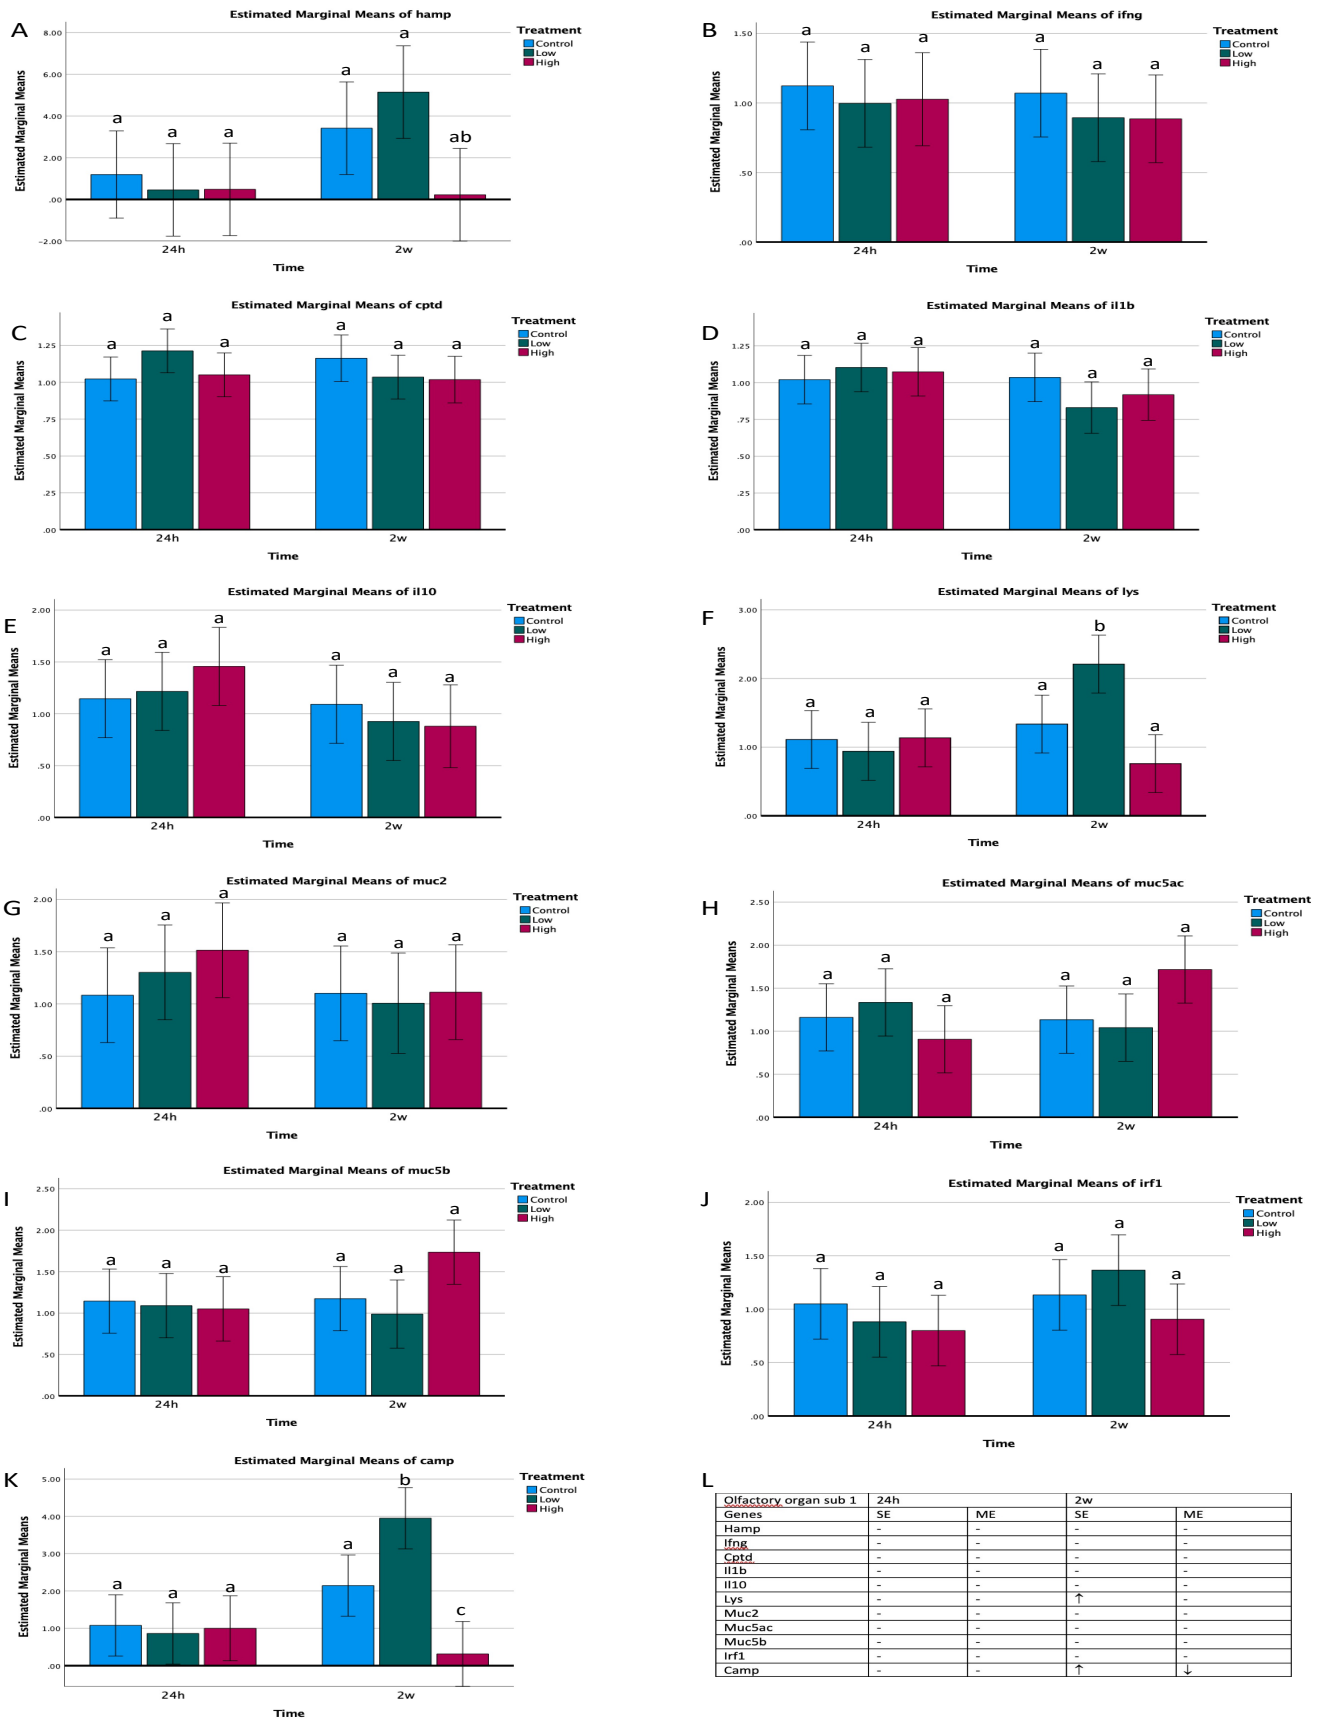 A
Estimated Marginal Means of hamp
Treatment
Control
Low
High
Estimated Marginal Means
8.00
6.00
4.00
2.00
.00
-2.00
a a a a a ab
24h 2w
Time
B
Estimated Marginal Means of ifng
Treatment
Control
Low
High
Estimated Marginal Means
1.50
1.00
.50
.00
a a a a a a
24h 2w
Time
C
Estimated Marginal Means of cptd
Treatment
Control
Low
High
Estimated Marginal Means
1.25
1.00
.75
.50
.25
.00
a a a a a a
24h 2w
Time
D
Estimated Marginal Means of il1b
Treatment
Control
Low
High
Estimated Marginal Means
1.25
1.00
.75
.50
.25
.00
a a a a a a
24h 2w
Time
E
Estimated Marginal Means of il10
Treatment
Control
Low
High
Estimated Marginal Means
2.00
1.50
1.00
.50
.00
a a a a a a
24h 2w
Time
F
Estimated Marginal Means of lys
Treatment
Control
Low
High
Estimated Marginal Means
3.00
2.00
1.00
.00
a a a a b a
24h 2w
Time
G
Estimated Marginal Means of muc2
Treatment
Control
Low
High
Estimated Marginal Means
2.00
1.50
1.00
.50
.00
a a a a a a
24h 2w
Time
H
Estimated Marginal Means of muc5ac
Treatment
Control
Low
High
Estimated Marginal Means
2.50
2.00
1.50
1.00
.50
.00
a a a a a a
24h 2w
Time
I
Estimated Marginal Means of muc5b
Treatment
Control
Low
High
Estimated Marginal Means
2.50
2.00
1.50
1.00
.50
.00
a a a a a a
24h 2w
Time
J
Estimated Marginal Means of irf1
Treatment
Control
Low
High
Estimated Marginal Means
2.00
1.50
1.00
.50
.00
a a a a a a
24h 2w
Time
K
Estimated Marginal Means of camp
Treatment
Control
Low
High
Estimated Marginal Means
5.00
4.00
3.00
2.00
1.00
.00
a a a a b c
24h 2w
Time
L
Olfactory organ sub 1 24h 2w
Genes SE ME SE ME
Hamp - - - -
Ifng - - - -
Cptd - - - -
Il1b - - - -
Il10 - - - -
Lys - - ↑ -
Muc2 - - - -
Muc5ac - - - -
Muc5b - - - -
Irf1 - - - -
Camp - - ↑ ↓